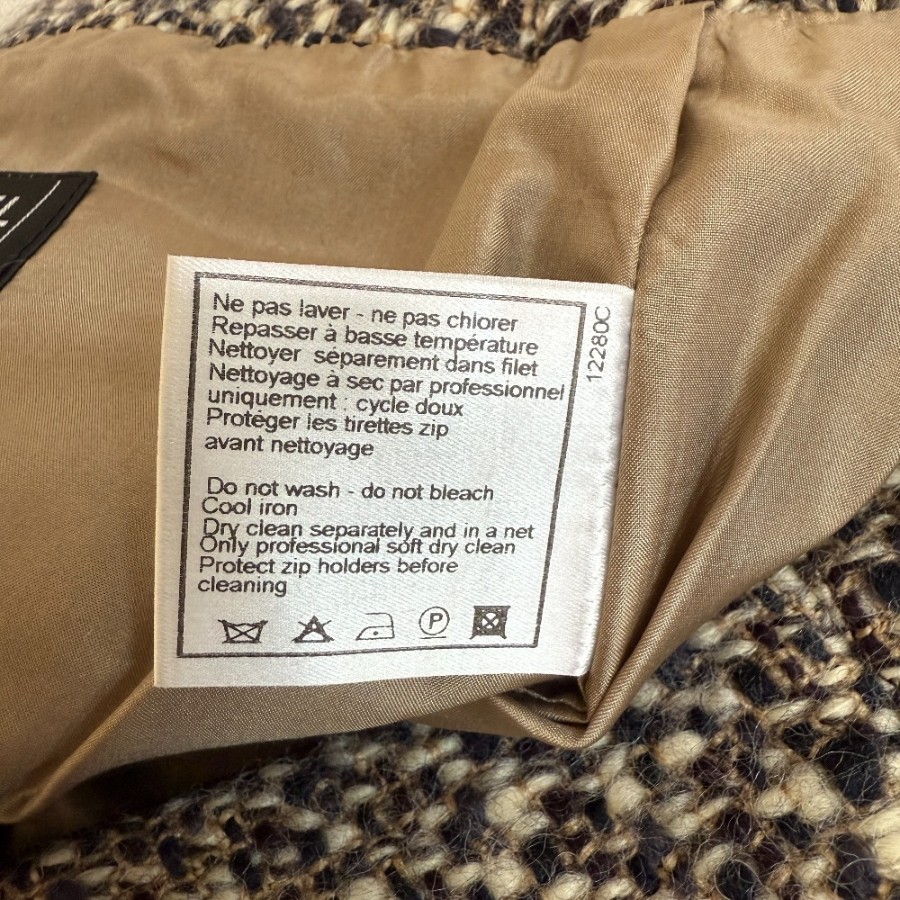 Ne pas laver - ne pas chlorer
Repasser à basse température
Nettoyer séparement dans filet
Nettoyage à sec par professionnel
uniquement : cycle doux
Protéger les tirettes zip
avant nettoyage
Do not wash - do not bleach
Cool iron
Dry clean separately and in a net
Only professional soft dry clean
Protect zip holders before
cleaning
P
12280C